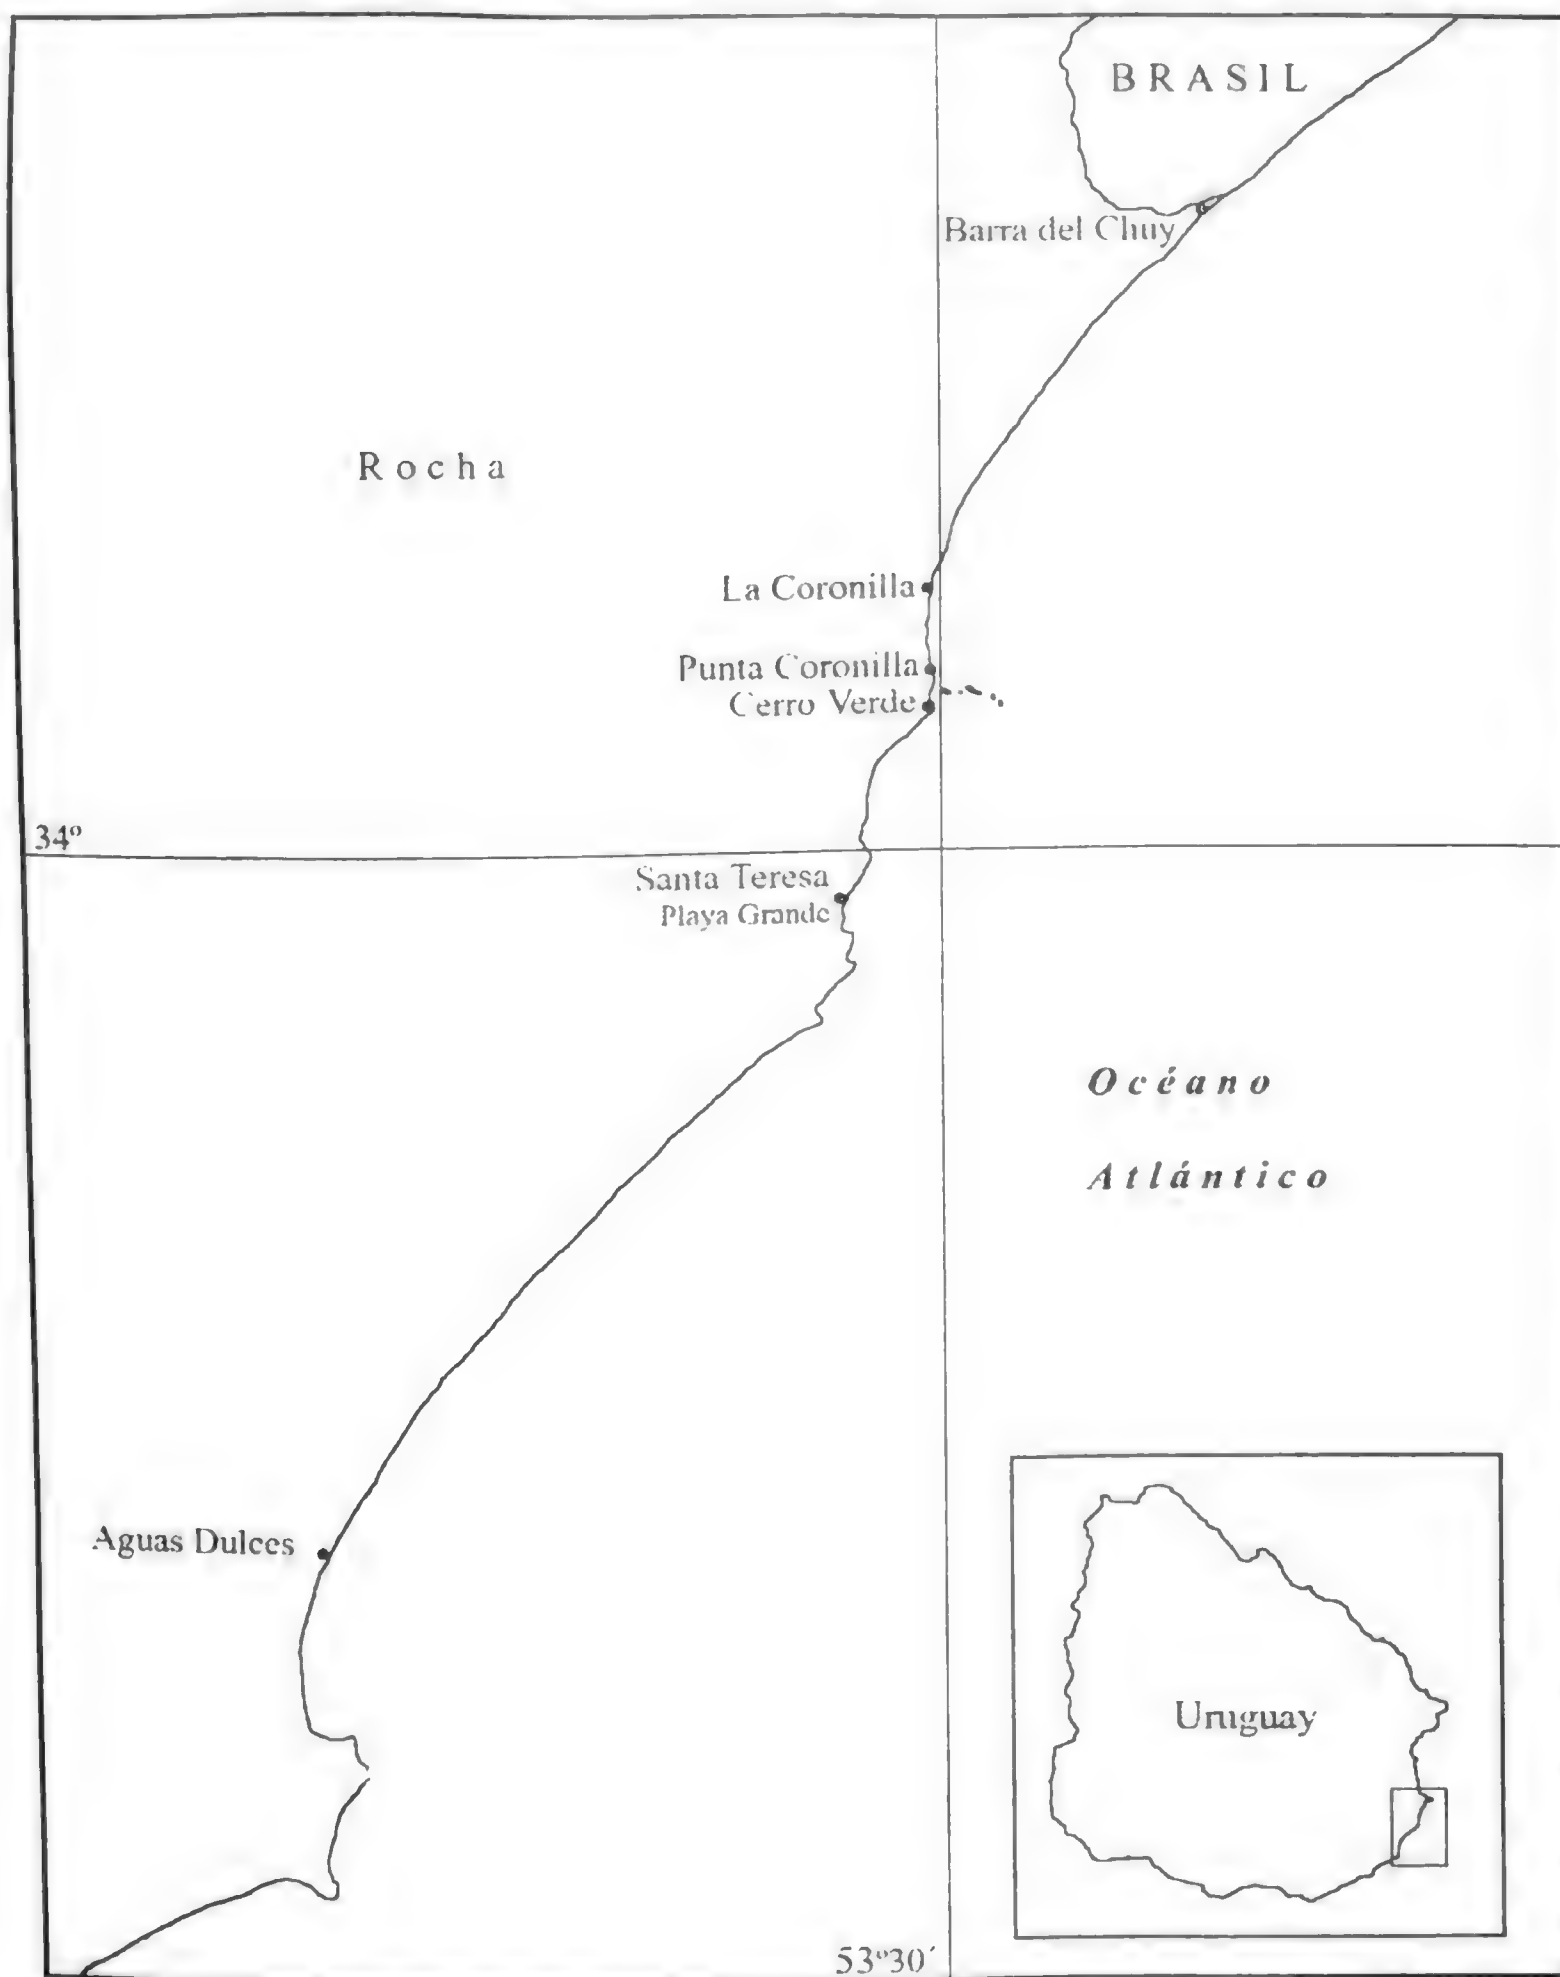 BRASIL
Barra del Chuy
Rocha
La Coronilla
Punta Coronilla
Cerro Verde
34º
Santa Teresa
Playa Grande
Océano
Atlántico
Aguas Dulces
Uruguay
53º30´